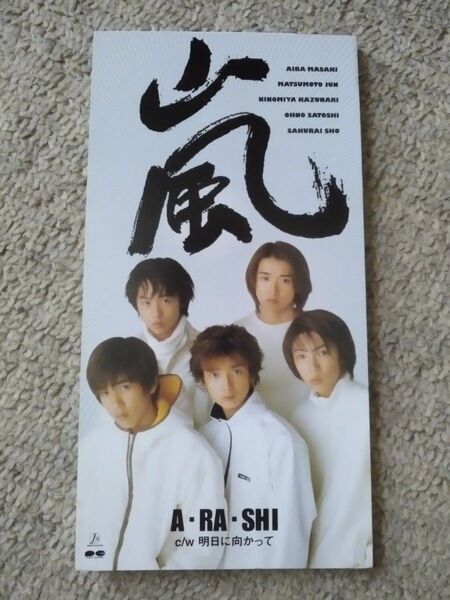 嵐
AIBA MASAKI
MATSUMOTO JUN
NINOMIYA KAZUNARI
OHNO SATOSHI
SAKURAI SHO
A・RA・SHI
c/w 明日に向かって